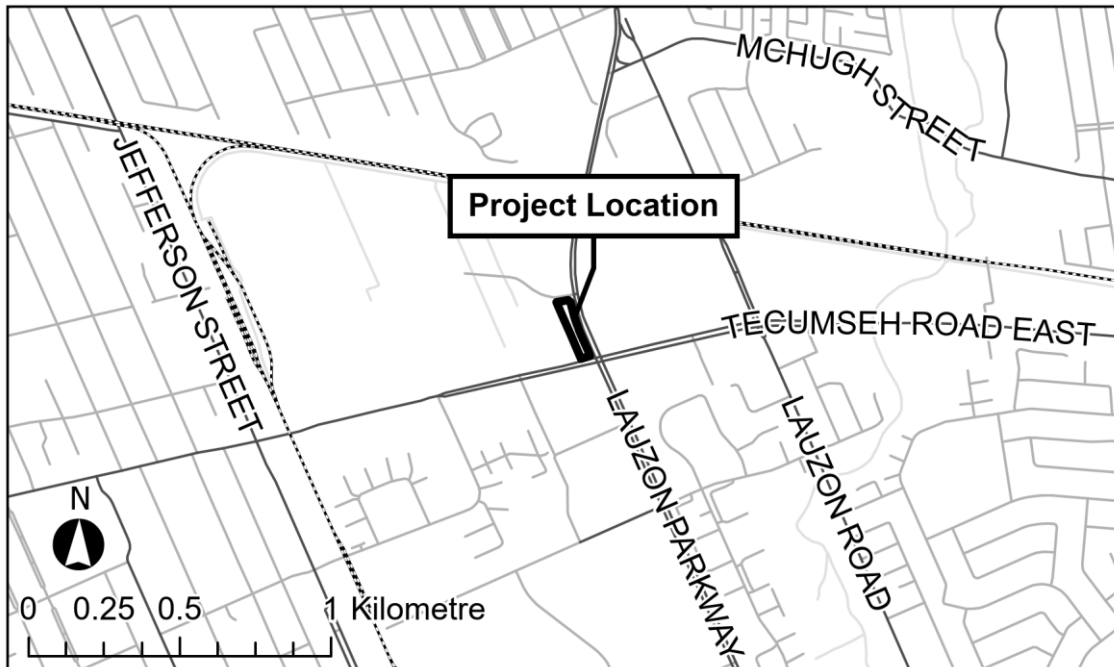 MCHUGH STREET
JEFFERSON STREET
Project Location
TECUMSEH ROAD EAST
LAUZON PARKWAY
LAUZON ROAD
N
0 0.25 0.5 1 Kilometre